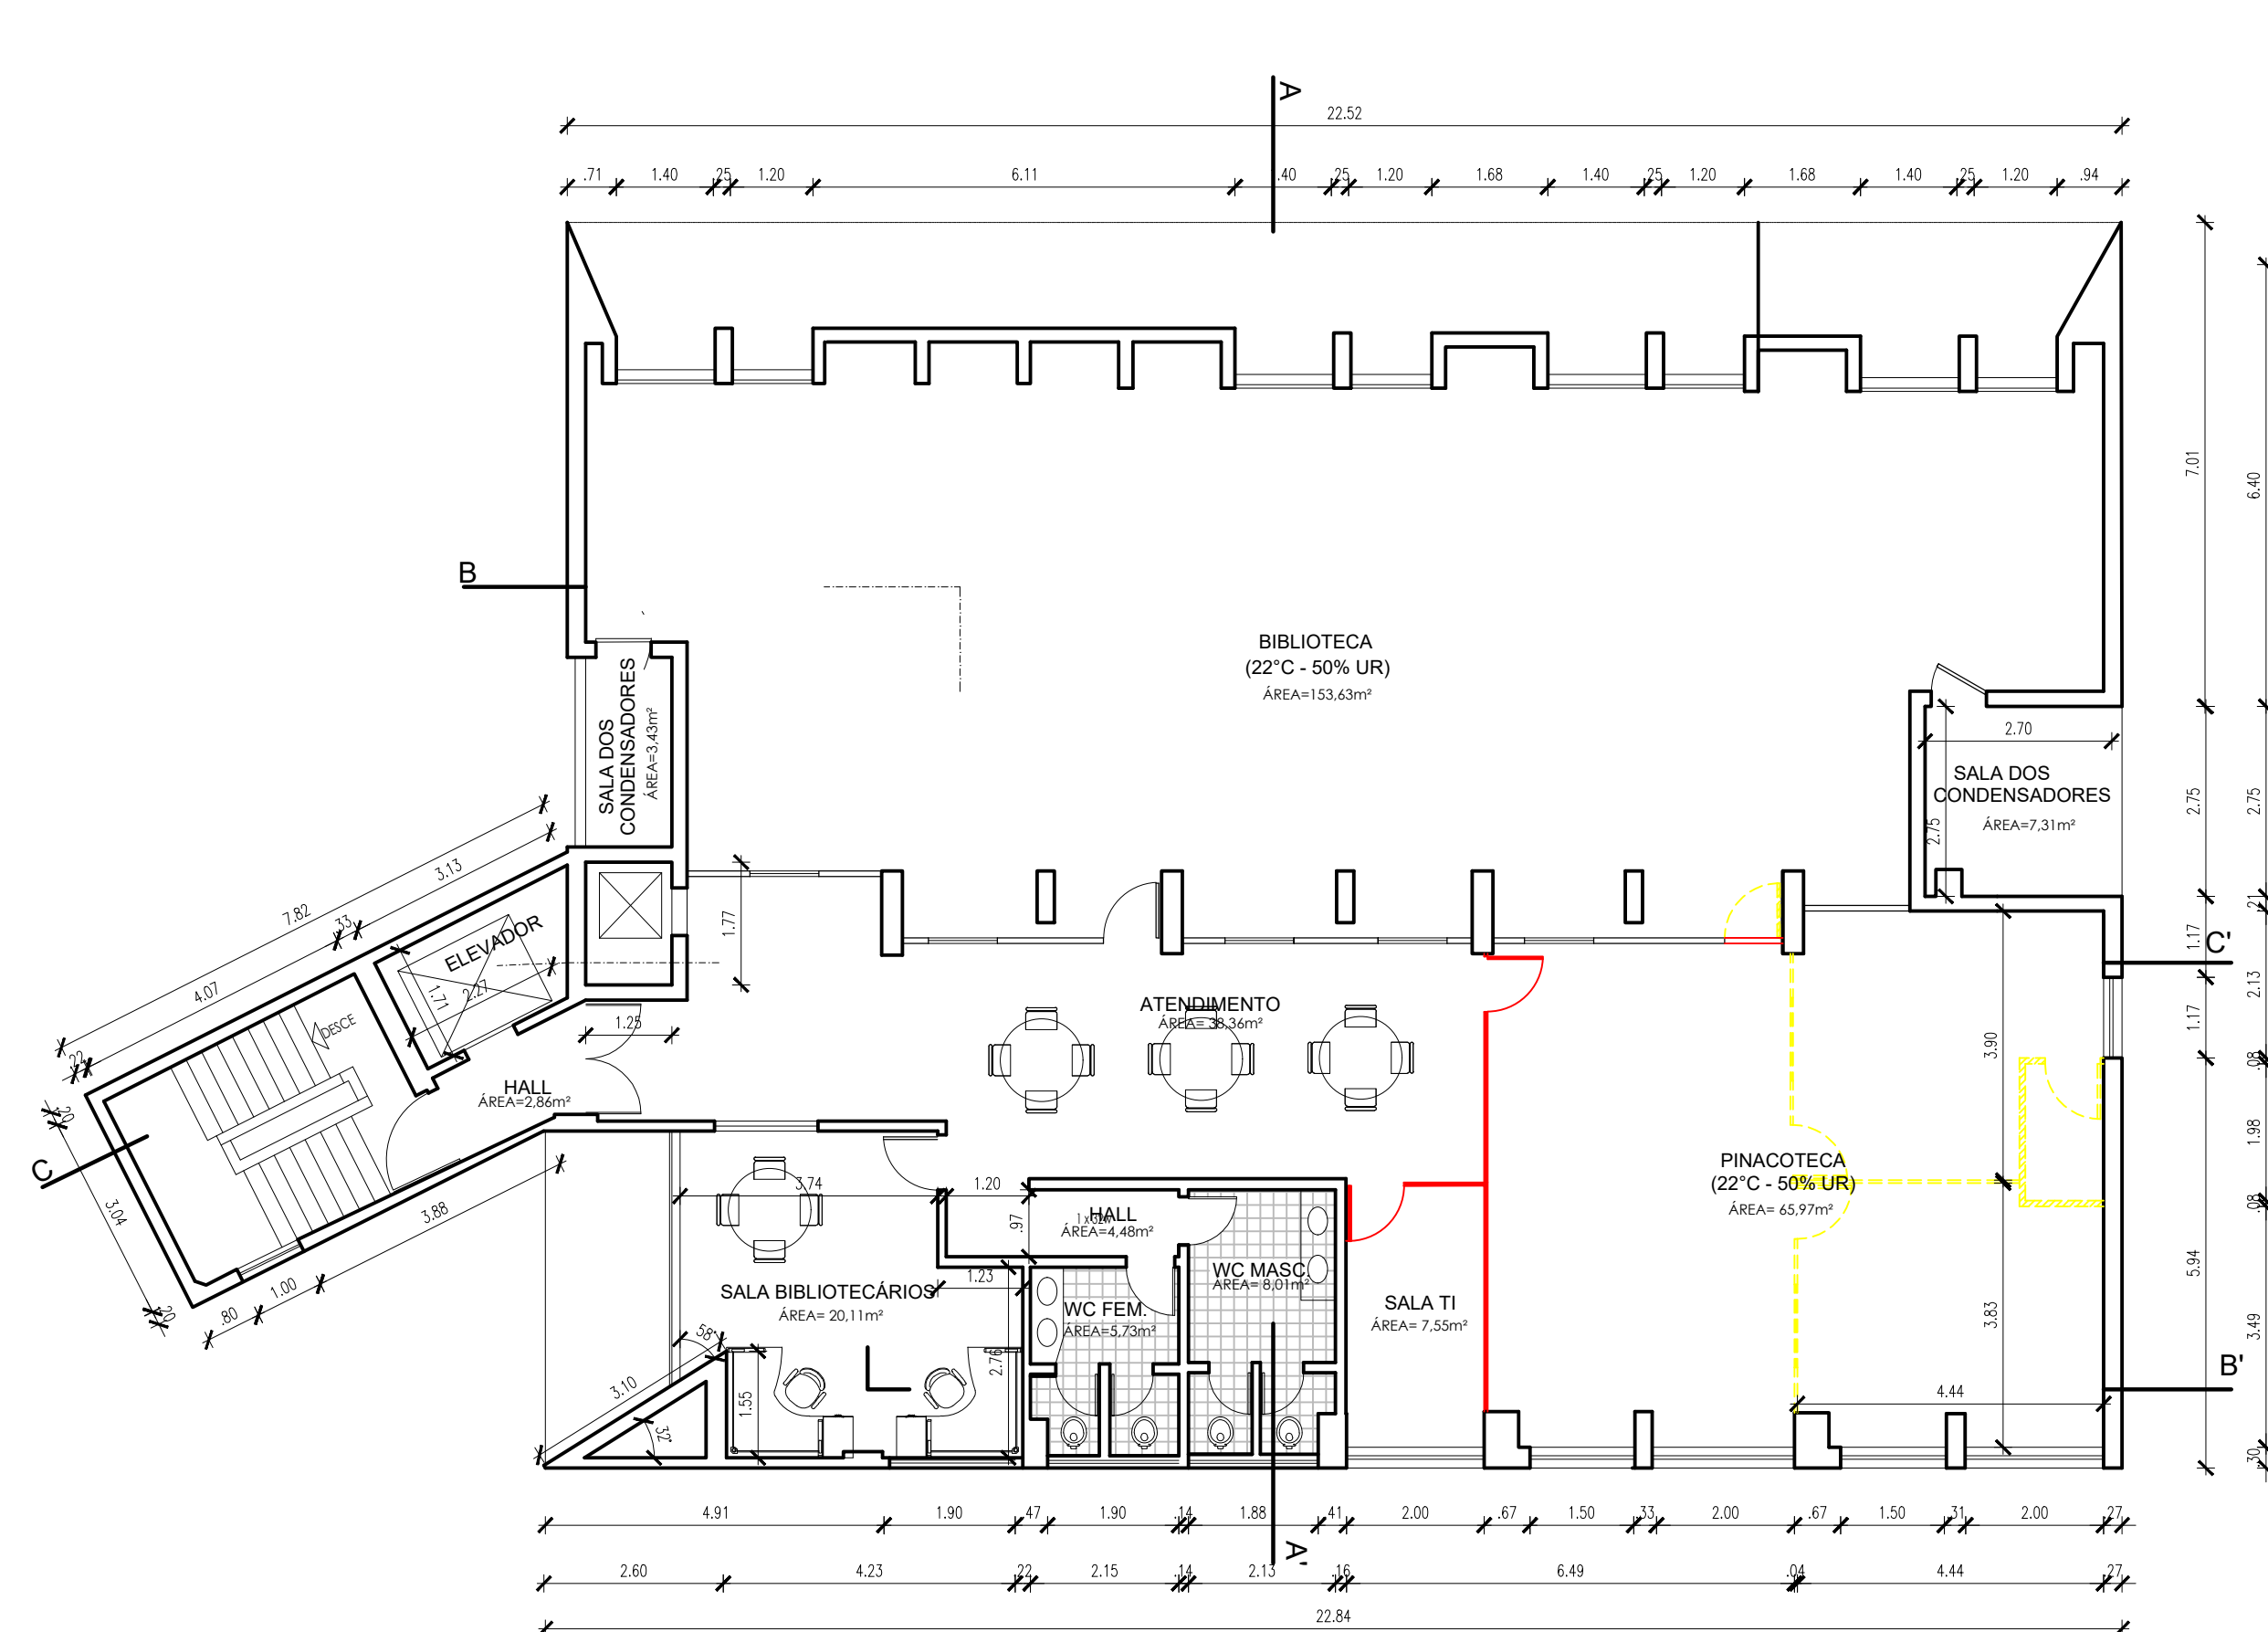 A
22.52
.71 1.40 .25 1.20 6.11 .40 .25 1.20 1.68 1.40 .25 1.20 1.68 1.40 .25 1.20 .94
7.01
6.40
B
BIBLIOTECA
(22°C - 50% UR)
ÁREA=153,63m²
SALA DOS
CONDENSADORES
ÁREA=3,43m²
2.70
SALA DOS
CONDENSADORES
ÁREA=7,31m²
2.75
2.75
2.75
3.13
7.82
.33
4.07
.22
ELEVADOR
1.71
2.27
1.77
DESCE
1.25
HALL
ÁREA=2,86m²
ATENDIMENTO
ÁREA= 38,36m²
.21
1.17
C'
2.13
1.17
3.90
.08
1.98
.08
.20
C
3.04
.20
.80
1.00
3.88
3.74
1.20
.97
HALL
ÁREA=4,48m²
PINACOTECA
(22°C - 50% UR)
ÁREA= 65,97m²
WC MASC.
ÁREA= 8,01m²
1.23
SALA BIBLIOTECÁRIOS
ÁREA= 20,11m²
WC FEM.
ÁREA=5,73m²
SALA TI
ÁREA= 7,55m²
5.94
3.83
3.49
58°
2.76
3.10
1.55
32°
4.44
B'
.30
4.91 1.90 .47 1.90 .14 1.88 .41 2.00 .67 1.50 .33 2.00 .67 1.50 .31 2.00 .27
A'
2.60 4.23 .22 2.15 .14 2.13 .16 6.49 .04 4.44 .27
22.84